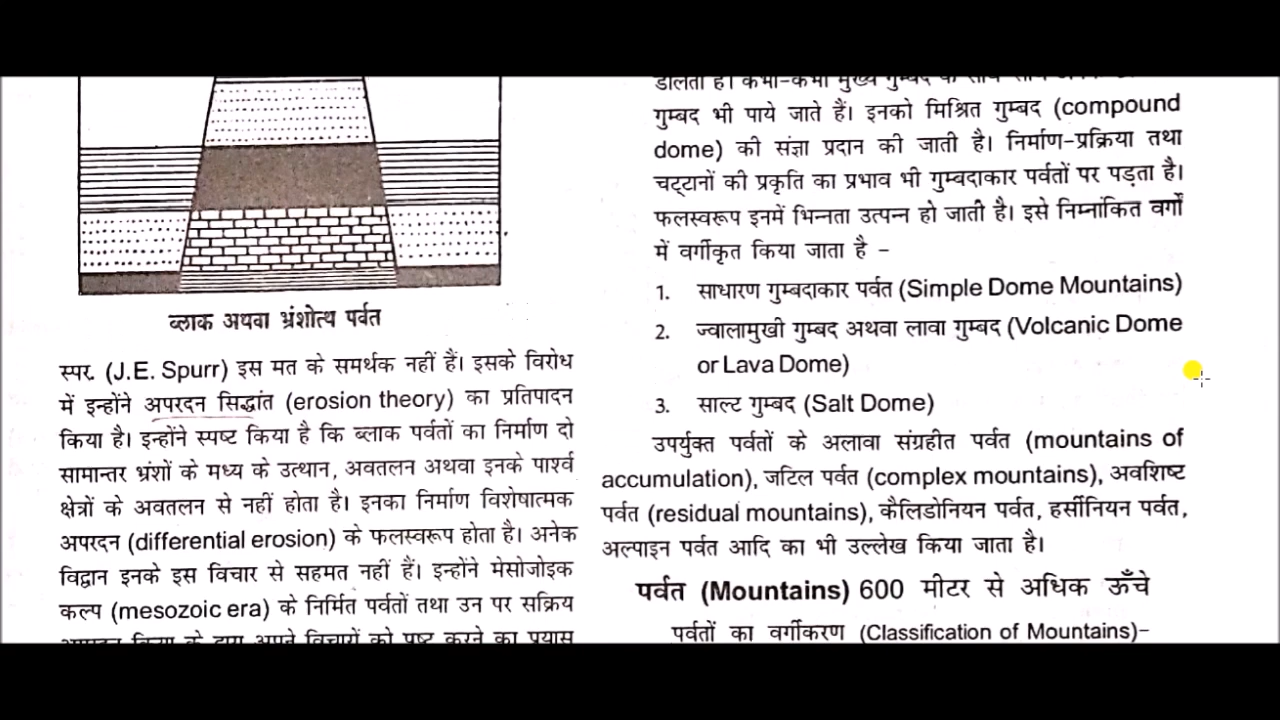 ब्लाक अथवा भ्रंशोत्थ पर्वत
स्पर. (J.E. Spurr) इस मत के समर्थक नहीं हैं। इसके विरोध
में इन्होंने अपरदन सिद्धांत (erosion theory) का प्रतिपादन
किया है। इन्होंने स्पष्ट किया है कि ब्लाक पर्वतों का निर्माण दो
सामान्तर भ्रंशों के मध्य के उत्थान, अवतलन अथवा इनके पार्श्व
क्षेत्रों के अवतलन से नहीं होता है। इनका निर्माण विशेषात्मक
अपरदन (differential erosion) के फलस्वरूप होता है। अनेक
विद्वान इनके इस विचार से सहमत नहीं हैं। इन्होंने मेसोजोइक
कल्प (mesozoic era) के निर्मित पर्वतों तथा उन पर सक्रिय
अपने विचारों को पुष्ट करने का प्रयास
डालता है। कभी-कभी मुख्य गुम्बद के साथ
गुम्बद भी पाये जाते हैं। इनको मिश्रित गुम्बद (compound
dome) की संज्ञा प्रदान की जाती है। निर्माण-प्रक्रिया तथा
चट्टानों की प्रकृति का प्रभाव भी गुम्बदाकार पर्वतों पर पड़ता है।
फलस्वरूप इनमें भिन्नता उत्पन्न हो जाती है। इसे निम्नांकित वर्गों
में वर्गीकृत किया जाता है -
1. साधारण गुम्बदाकार पर्वत (Simple Dome Mountains)
2. ज्वालामुखी गुम्बद अथवा लावा गुम्बद (Volcanic Dome
or Lava Dome)
3. साल्ट गुम्बद (Salt Dome)
उपर्युक्त पर्वतों के अलावा संग्रहीत पर्वत (mountains of
accumulation), जटिल पर्वत (complex mountains), अवशिष्ट
पर्वत (residual mountains), कैलिडोनियन पर्वत, हर्सीनियन पर्वत,
अल्पाइन पर्वत आदि का भी उल्लेख किया जाता है।
पर्वत (Mountains) 600 मीटर से अधिक ऊँचे
पर्वतों का वर्गीकरण (Classification of Mountains)-